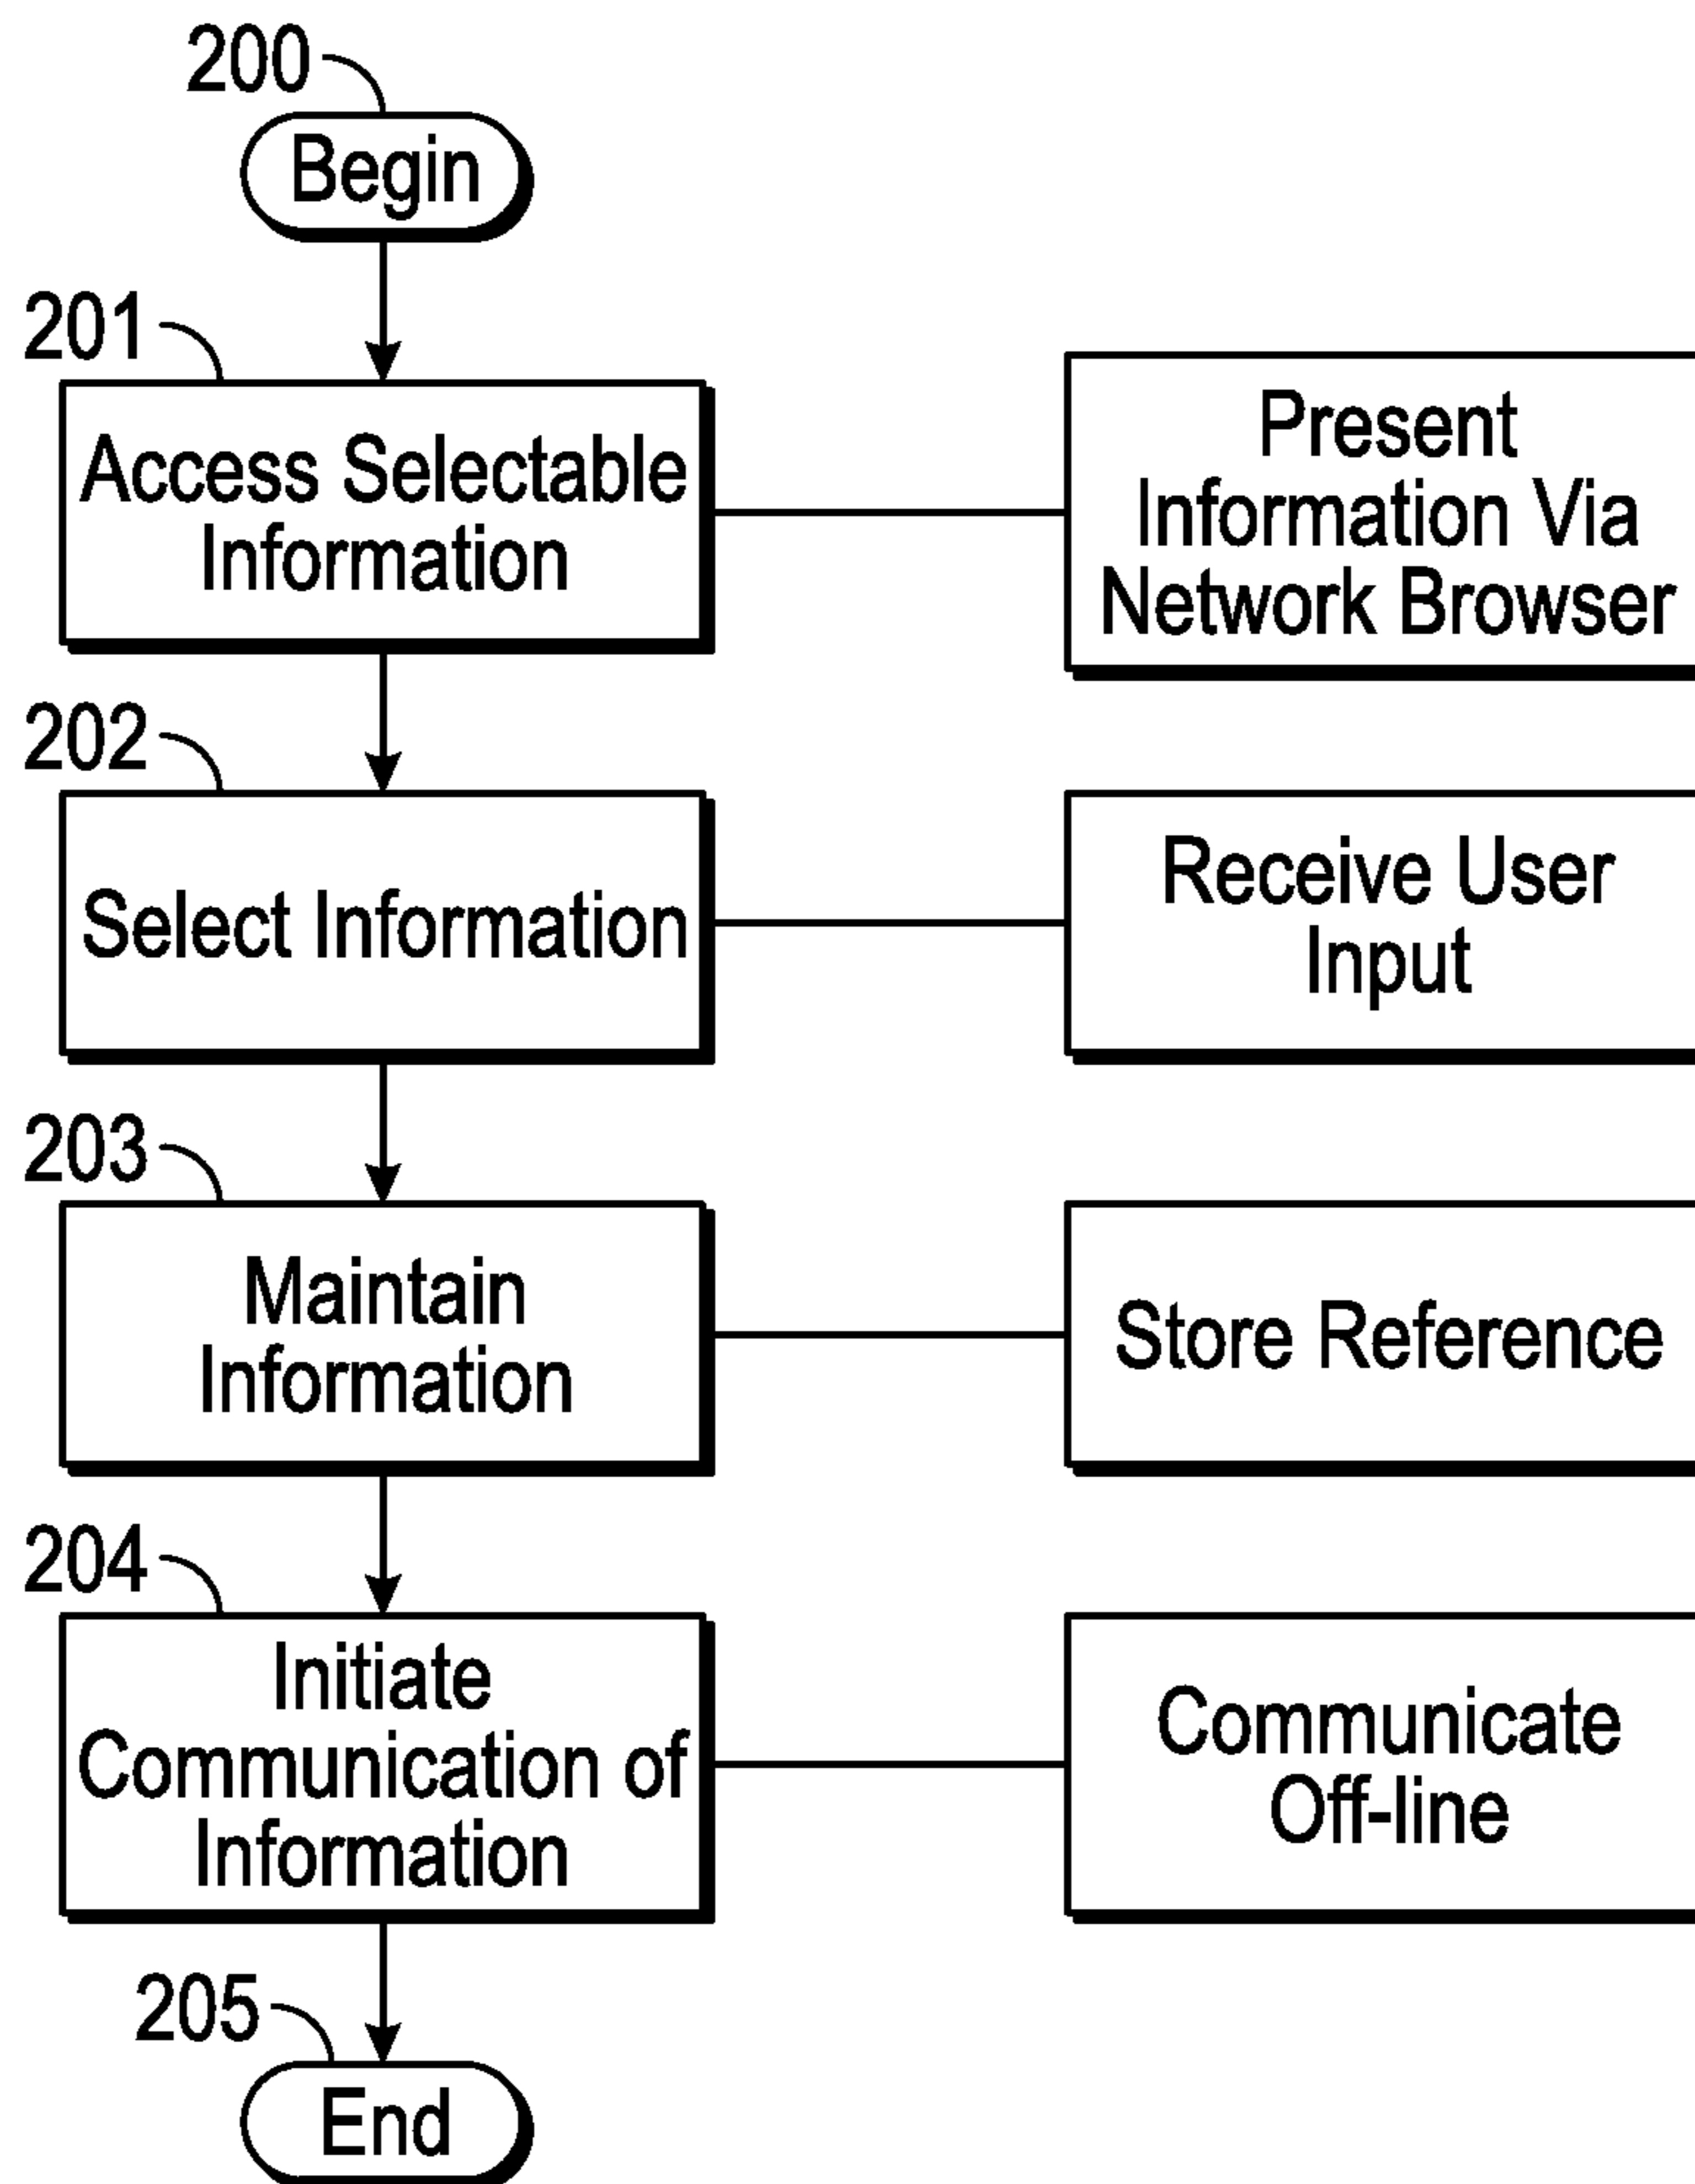 200
Begin
201
Access Selectable
Information
Present
Information Via
Network Browser
202
Select Information
Receive User
Input
203
Maintain
Information
Store Reference
204
Initiate
Communication of
Information
Communicate
Off-line
205
End